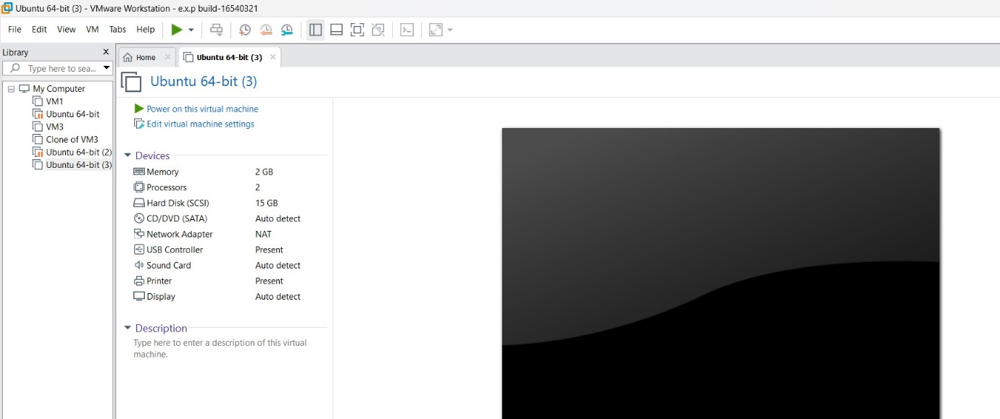 Ubuntu 64-bit (3) - VMware Workstation - e.x.p build-16540321
File Edit View VM Tabs Help
Library
Type here to sea...
My Computer
VM1
Ubuntu 64-bit
VM3
Clone of VM3
Ubuntu 64-bit (2)
Ubuntu 64-bit (3)
Home
Ubuntu 64-bit (3)
Ubuntu 64-bit (3)
Power on this virtual machine
Edit virtual machine settings
Devices
Memory 2 GB
Processors 2
Hard Disk (SCSI) 15 GB
CD/DVD (SATA) Auto detect
Network Adapter NAT
USB Controller Present
Sound Card Auto detect
Printer Present
Display Auto detect
Description
Type here to enter a description of this virtual
machine.